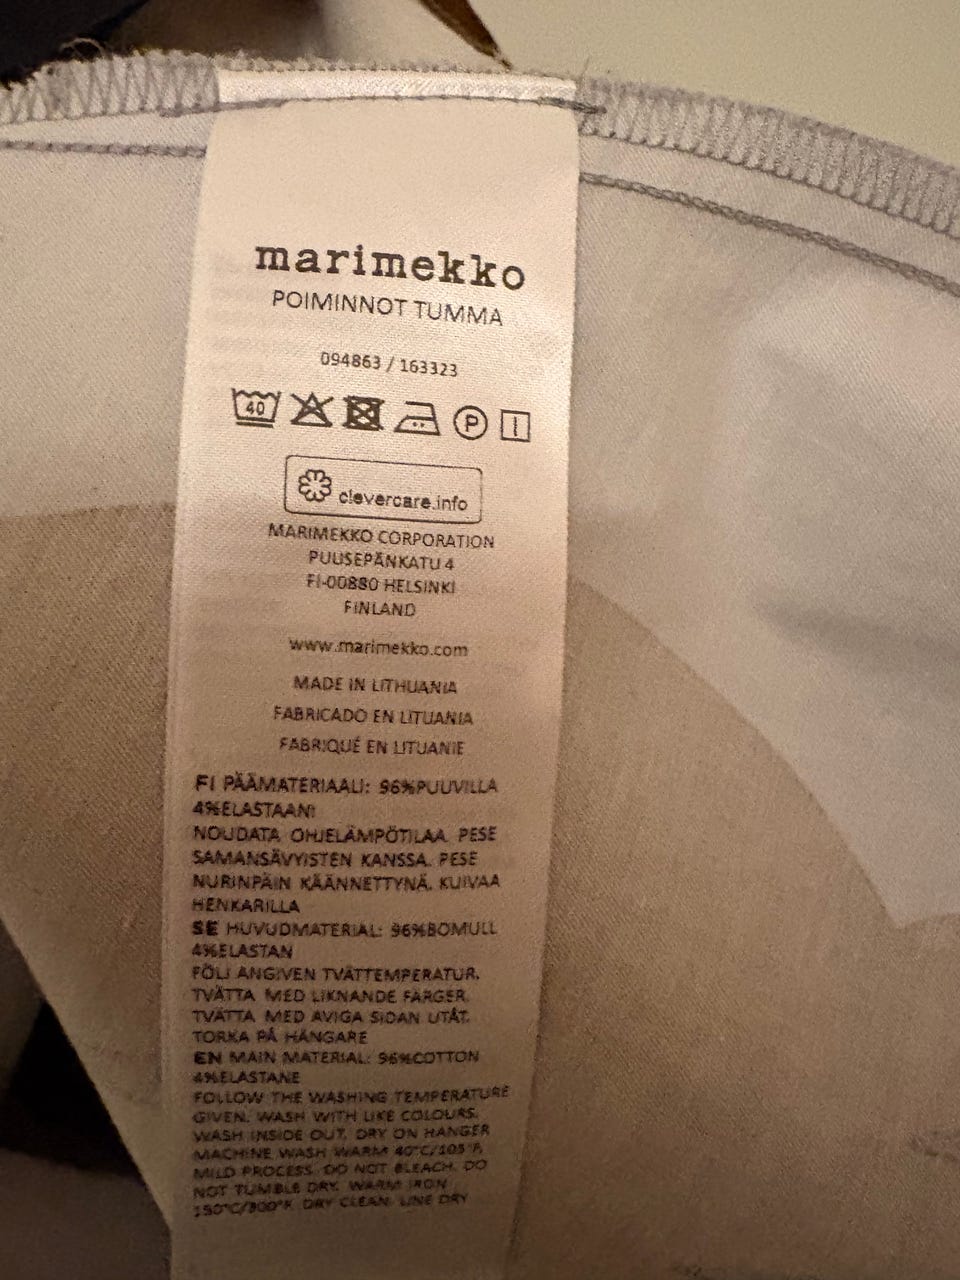 marimekko
POIMINNOT TUMMA
094863 / 163323
40 P
clevercare.info
MARIMEKKO CORPORATION
PUUSEPÄNKATU 4
FI-00880 HELSINKI
FINLAND
www.marimekko.com
MADE IN LITHUANIA
FABRICADO EN LITUANIA
FABRIQUÉ EN LITUANIE
FI PÄÄMATERIAALI: 96%PUUVILLA
4%ELASTAANI
NOUDATA OHJELÄMPÖTILAA. PESE
SAMANSÄVYISTEN KANSSA. PESE
NURINPÄIN KÄÄNNETTYNÄ. KUIVAA
HENKARILLA
SE HUVUDMATERIAL: 96%BOMULL
4%ELASTAN
FÖLJ ANGIVEN TVÄTTEMPERATUR.
TVÄTTA MED LIKNANDE FÄRGER.
TVÄTTA MED AVIGA SIDAN UTÅT.
TORKA PÅ HÄNGARE
EN MAIN MATERIAL: 96%COTTON
4%ELASTANE
FOLLOW THE WASHING TEMPERATURE
GIVEN. WASH WITH LIKE COLOURS.
WASH INSIDE OUT. DRY ON HANGER
MACHINE WASH WARM 40°C/105°F,
MILD PROCESS. DO NOT BLEACH. DO
NOT TUMBLE DRY. WARM IRON
150°C/300°F. DRY CLEAN. LINE DRY